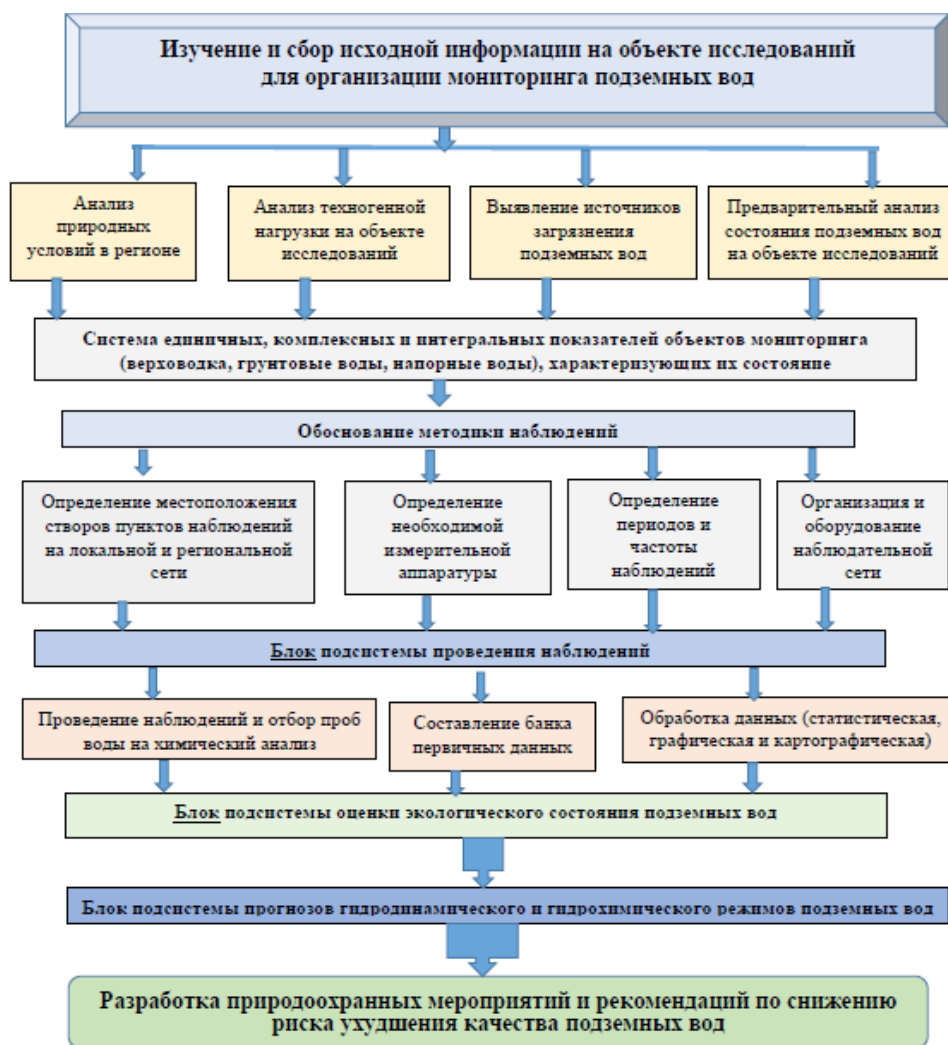 Изучение и сбор исходной информации на объекте исследований
для организации мониторинга подземных вод
Анализ
природных
условий в регионе
Анализ техногенной
нагрузки на объекте
исследований
Выявление источников
загрязнения
подземных вод
Предварительный анализ
состояния подземных вод
на объекте исследований
Система единичных, комплексных и интегральных показателей объектов мониторинга
(верховодка, грунтовые воды, напорные воды), характеризующих их состояние
Обоснование методики наблюдений
Определение местоположения
створов пунктов наблюдений
на локальной и региональной
сети
Определение
необходимой
измерительной
аппаратуры
Определение
периодов и
частоты
наблюдений
Организация и
оборудование
наблюдательной
сети
Блок подсистемы проведения наблюдений
Проведение наблюдений и отбор проб
воды на химический анализ
Составление банка
первичных данных
Обработка данных (статистическая,
графическая и картографическая)
Блок подсистемы оценки экологического состояния подземных вод
Блок подсистемы прогнозов гидродинамического и гидрохимического режимов подземных вод
Разработка природоохранных мероприятий и рекомендаций по снижению
риска ухудшения качества подземных вод